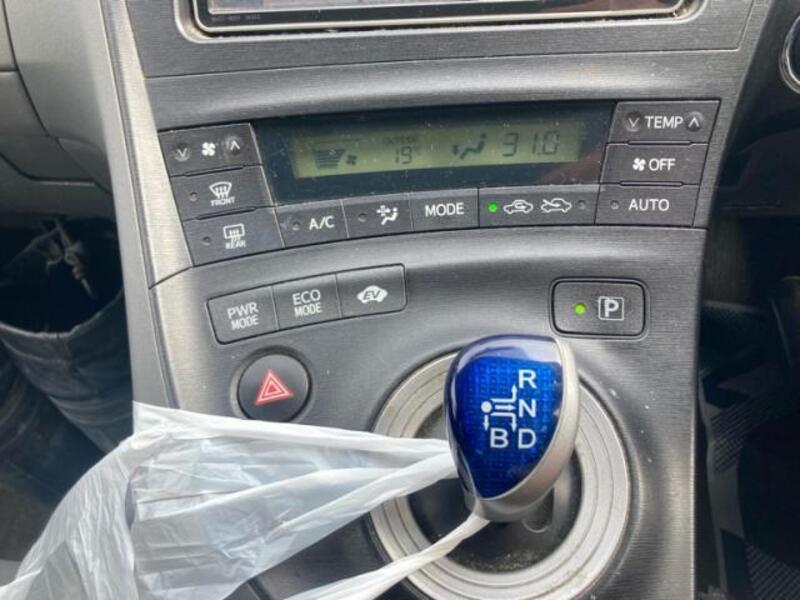 TEMP
19°
31.0
OFF
FRONT
A/C
MODE
AUTO
REAR
PWR MODE
ECO MODE
EV
P
R
N
B D